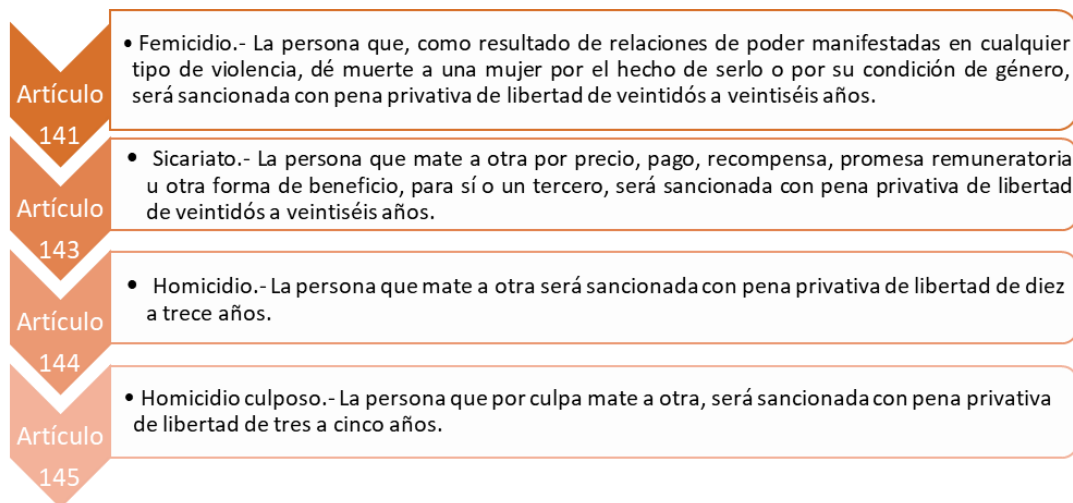 Artículo
141
• Femicidio.- La persona que, como resultado de relaciones de poder manifestadas en cualquier
tipo de violencia, dé muerte a una mujer por el hecho de serlo o por su condición de género,
será sancionada con pena privativa de libertad de veintidós a veintiséis años.
Artículo
143
• Sicariato.- La persona que mate a otra por precio, pago, recompensa, promesa remuneratoria
u otra forma de beneficio, para sí o un tercero, será sancionada con pena privativa de libertad
de veintidós a veintiséis años.
Artículo
144
• Homicidio.- La persona que mate a otra será sancionada con pena privativa de libertad de diez
a trece años.
Artículo
145
• Homicidio culposo.- La persona que por culpa mate a otra, será sancionada con pena privativa
de libertad de tres a cinco años.